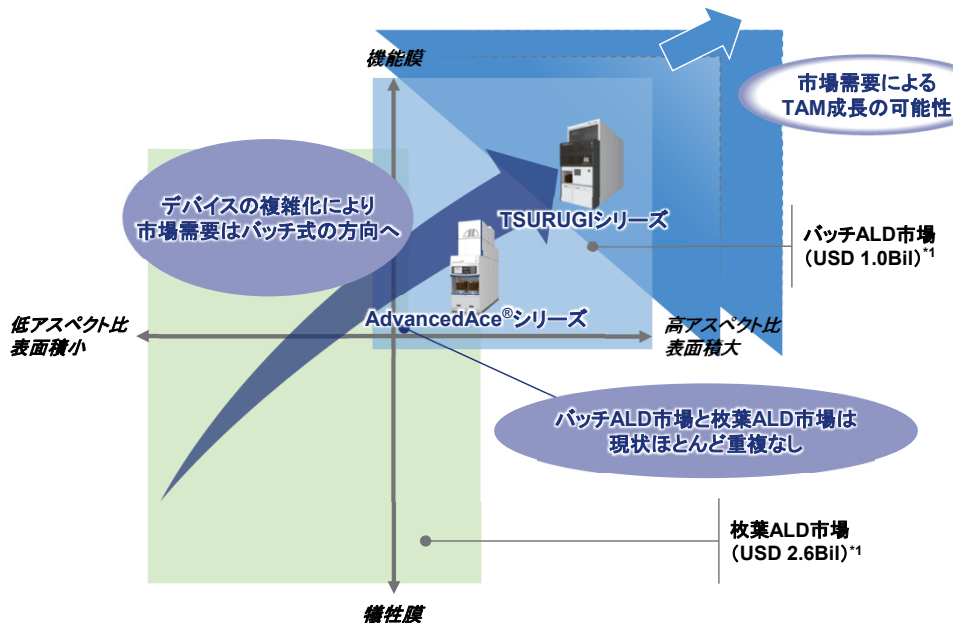 機能膜
市場需要による
TAM成長の可能性
デバイスの複雑化により
市場需要はバッチ式の方向へ
TSURUGIシリーズ
バッチALD市場
（USD 1.0Bil）*1
AdvancedAce®シリーズ
低アスペクト比
表面積小
高アスペクト比
表面積大
バッチALD市場と枚葉ALD市場は
現状ほとんど重複なし
枚葉ALD市場
（USD 2.6Bil）*1
犠牲膜